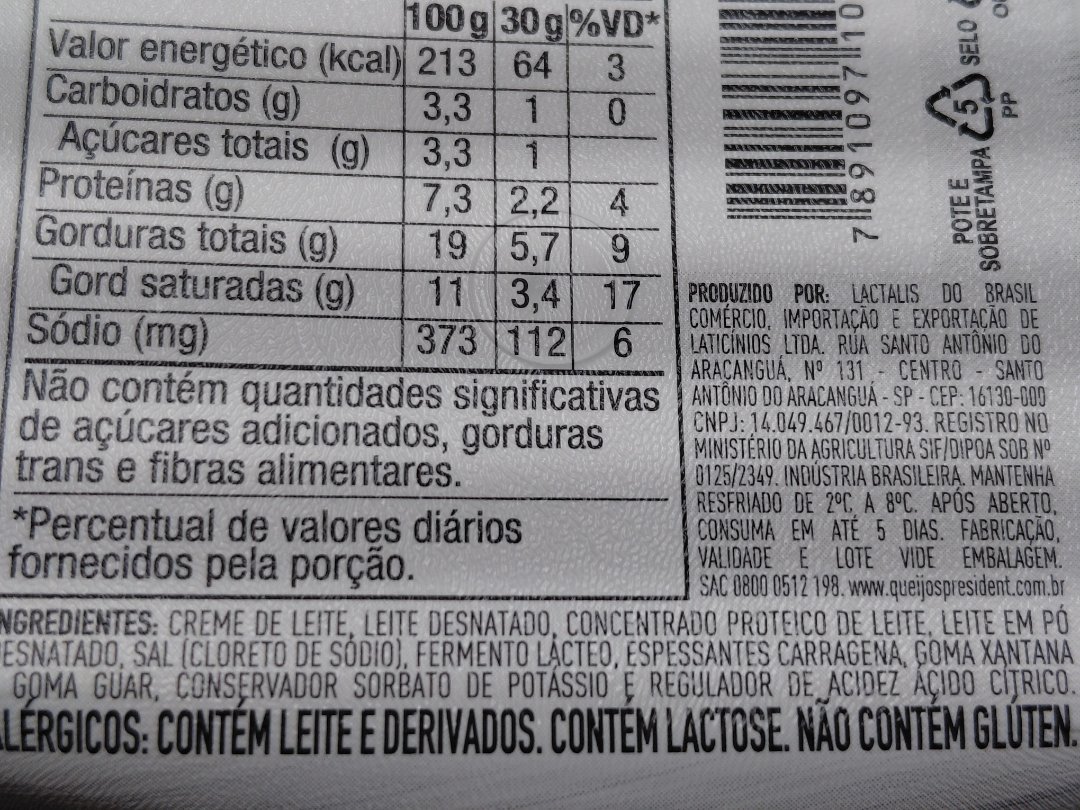 100 g 30 g %VD*
Valor energético (kcal) 213 64 3
Carboidratos (g) 3,3 1 0
Açúcares totais (g) 3,3 1
Proteínas (g) 7,3 2,2 4
Gorduras totais (g) 19 5,7 9
Gord saturadas (g) 11 3,4 17
Sódio (mg) 373 112 6
Não contém quantidades significativas
de açúcares adicionados, gorduras
trans e fibras alimentares.
*Percentual de valores diários
fornecidos pela porção.
7 891097 10
POTE E
SOBRETAMPA
5
PP
SELO
PRODUZIDO POR: LACTALIS DO BRASIL
COMÉRCIO, IMPORTAÇÃO E EXPORTAÇÃO DE
LATICÍNIOS LTDA. RUA SANTO ANTÔNIO DO
ARACANGUÁ, Nº 131 - CENTRO - SANTO
ANTÔNIO DO ARACANGUÁ - SP - CEP: 16130-000
CNPJ: 14.049.467/0012-93. REGISTRO NO
MINISTÉRIO DA AGRICULTURA SIF/DIPOA SOB Nº
0125/2349. INDÚSTRIA BRASILEIRA. MANTENHA
RESFRIADO DE 2ºC A 8ºC. APÓS ABERTO,
CONSUMA EM ATÉ 5 DIAS. FABRICAÇÃO,
VALIDADE E LOTE VIDE EMBALAGEM.
SAC 0800 0512 198. www.queijospresident.com.br
NGREDIENTES: CREME DE LEITE, LEITE DESNATADO, CONCENTRADO PROTEICO DE LEITE, LEITE EM PÓ
ESNATADO, SAL (CLORETO DE SÓDIO), FERMENTO LÁCTEO, ESPESSANTES CARRAGENA, GOMA XANTANA
GOMA GUAR, CONSERVADOR SORBATO DE POTÁSSIO E REGULADOR DE ACIDEZ ÁCIDO CÍTRICO.
LÉRGICOS: CONTÉM LEITE E DERIVADOS. CONTÉM LACTOSE. NÃO CONTÉM GLÚTEN.